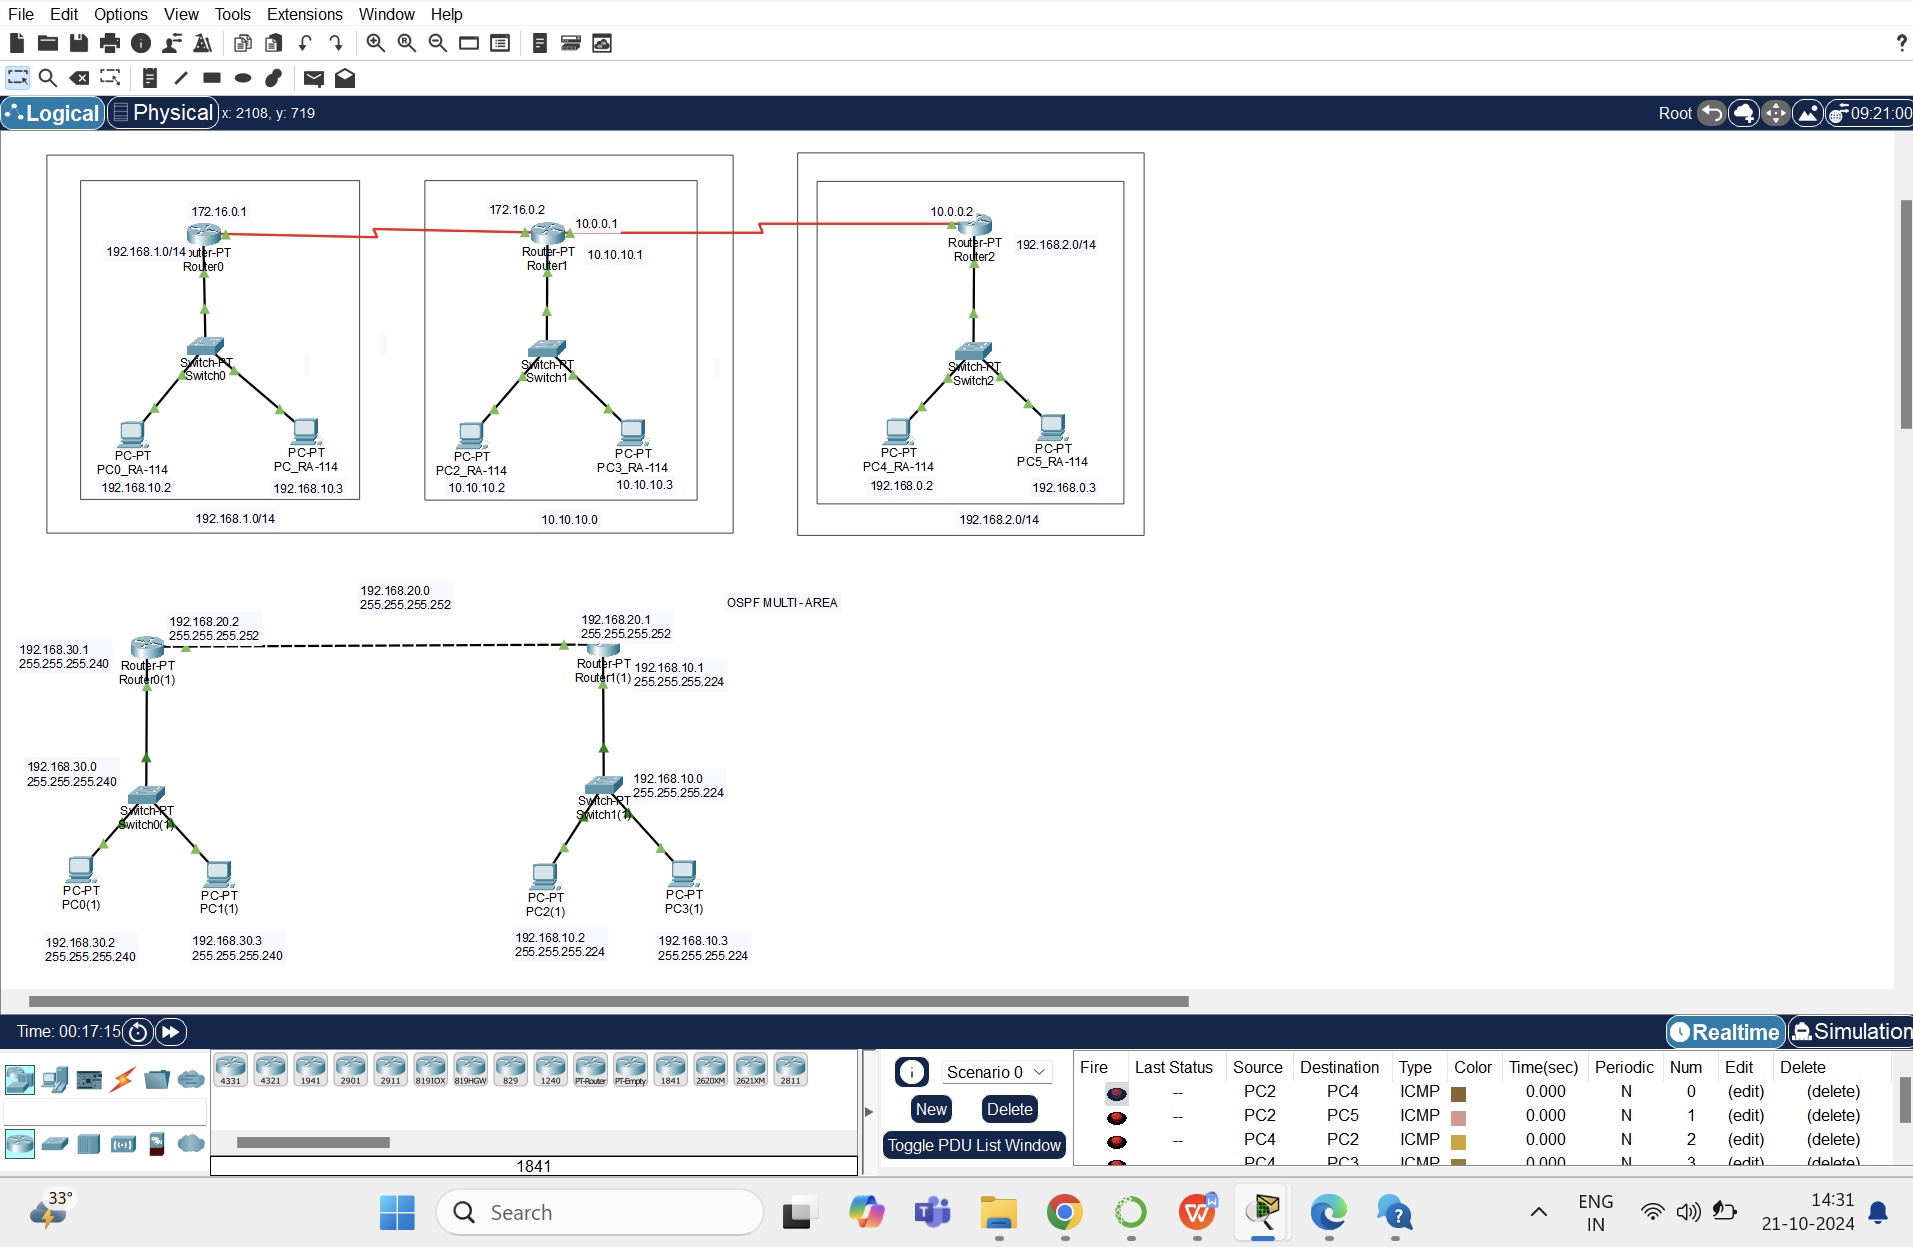 File Edit Options View Tools Extensions Window Help
?
Logical Physical x: 2108, y: 719
Root 09:21:00
172.16.0.1
192.168.1.0/14
Router-PT
Router0
Switch-PT
Switch0
PC-PT
PC0_RA-114
192.168.10.2
PC-PT
PC_RA-114
192.168.10.3
192.168.1.0/14
172.16.0.2
10.0.0.1
Router-PT
Router1
10.10.10.1
Switch-PT
Switch1
PC-PT
PC2_RA-114
10.10.10.2
PC-PT
PC3_RA-114
10.10.10.3
10.10.10.0
10.0.0.2
Router-PT
Router2
192.168.2.0/14
Switch-PT
Switch2
PC-PT
PC4_RA-114
192.168.0.2
PC-PT
PC5_RA-114
192.168.0.3
192.168.2.0/14
192.168.20.0
255.255.255.252
OSPF MULTI-AREA
192.168.20.2
255.255.255.252
192.168.30.1
255.255.255.240
Router-PT
Router0(1)
192.168.20.1
255.255.255.252
Router-PT
Router1(1)
192.168.10.1
255.255.255.224
192.168.30.0
255.255.255.240
Switch-PT
Switch0(1)
192.168.10.0
255.255.255.224
Switch-PT
Switch1(1)
PC-PT
PC0(1)
PC-PT
PC1(1)
PC-PT
PC2(1)
PC-PT
PC3(1)
192.168.30.2
255.255.255.240
192.168.30.3
255.255.255.240
192.168.10.2
255.255.255.224
192.168.10.3
255.255.255.224
Time: 00:17:15
Realtime Simulation
4331 4321 1941 2901 2911 819IOX 819HGW 829 1240 PT-Router PT-Empty 1841 2620XM 2621XM 2811
1841
Scenario 0
New Delete
Toggle PDU List Window
Fire Last Status Source Destination Type Color Time(sec) Periodic Num Edit Delete
-- PC2 PC4 ICMP 0.000 N 0 (edit) (delete)
-- PC2 PC5 ICMP 0.000 N 1 (edit) (delete)
-- PC4 PC2 ICMP 0.000 N 2 (edit) (delete)
PC4 PC3 ICMP 0.000 N 3 (edit) (delete)
33°
Search
ENG
IN
14:31
21-10-2024